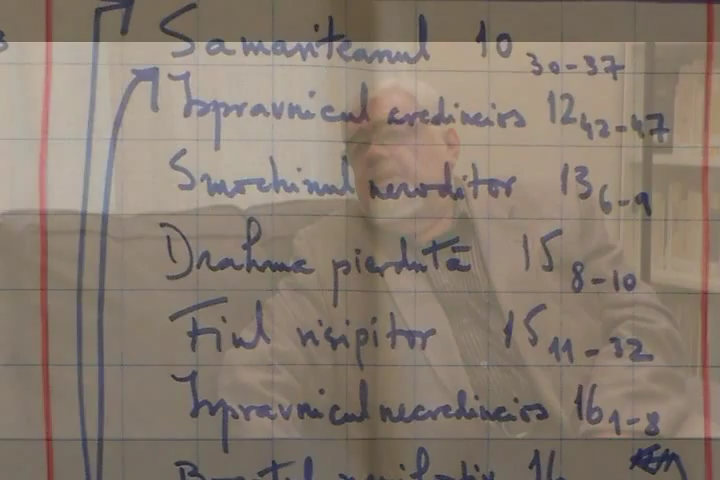 Samariteanul 10 30-37
Ispravnicul credincios 12 42-47
Smochinul neroditor 13 6-9
Drahma pierdută 15 8-10
Fiul risipitor 15 11-32
Ispravnicul necredincios 16 1-8
16